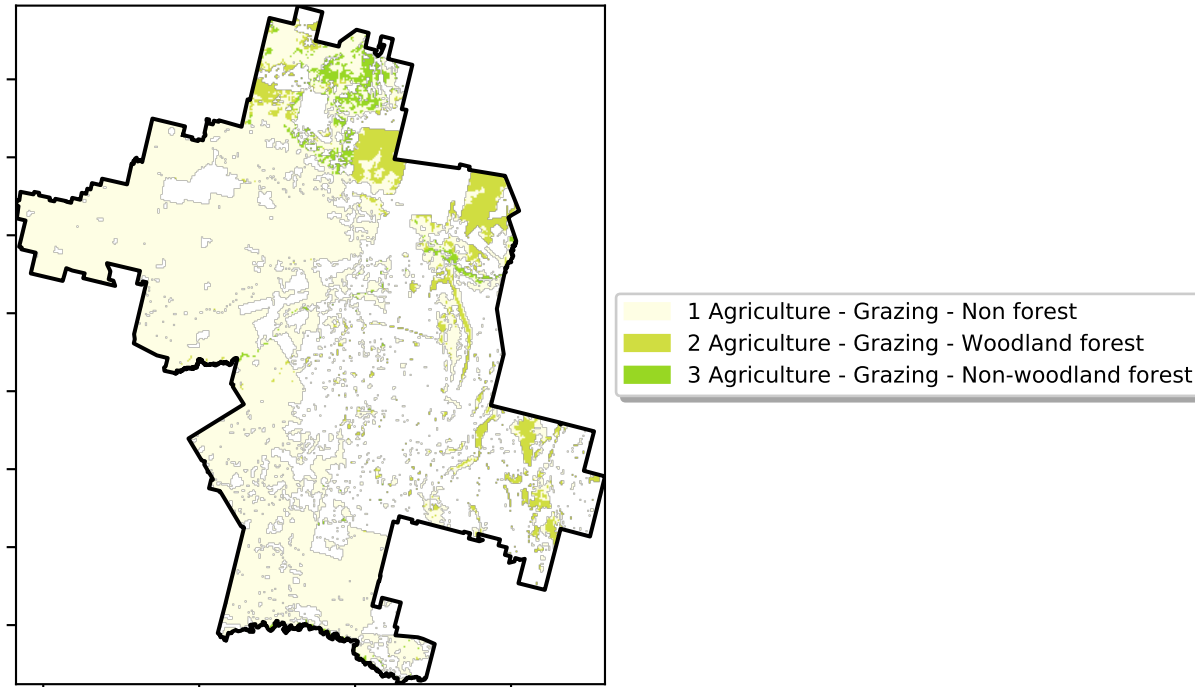 1 Agriculture - Grazing - Non forest
2 Agriculture - Grazing - Woodland forest
3 Agriculture - Grazing - Non-woodland forest